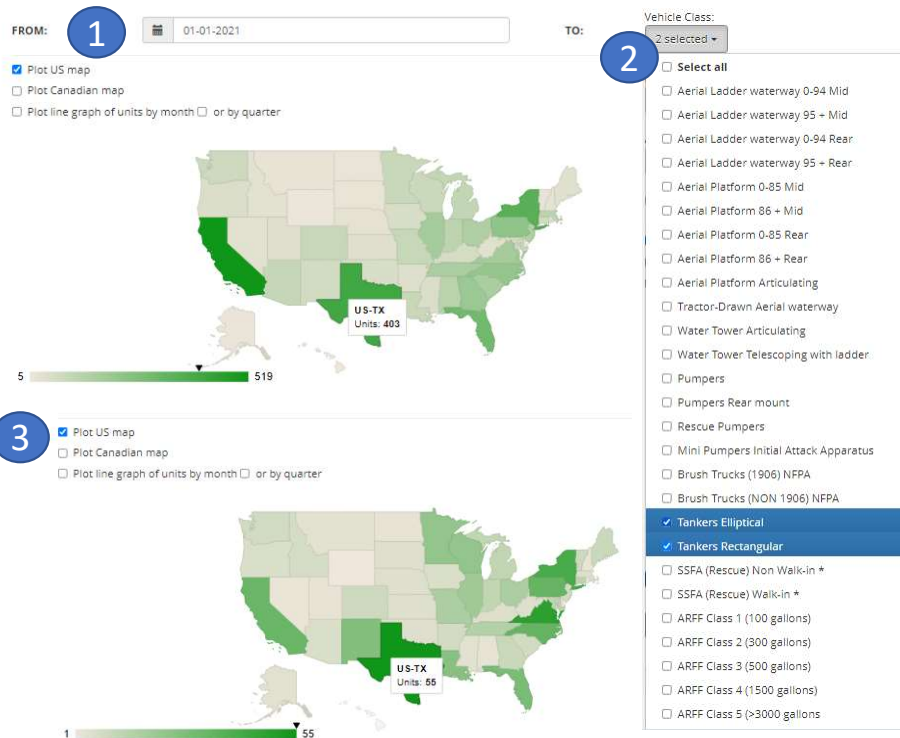 FROM:
1
01-01-2021
TO:
Plot US map
Plot Canadian map
Plot line graph of units by month or by quarter
US-TX
Units: 403
5
519
3
Plot US map
Plot Canadian map
Plot line graph of units by month or by quarter
US-TX
Units: 55
1
55
Vehicle Class:
2 selected
2
Select all
Aerial Ladder waterway 0-94 Mid
Aerial Ladder waterway 95 + Mid
Aerial Ladder waterway 0-94 Rear
Aerial Ladder waterway 95 + Rear
Aerial Platform 0-85 Mid
Aerial Platform 86 + Mid
Aerial Platform 0-85 Rear
Aerial Platform 86 + Rear
Aerial Platform Articulating
Tractor-Drawn Aerial waterway
Water Tower Articulating
Water Tower Telescoping with ladder
Pumpers
Pumpers Rear mount
Rescue Pumpers
Mini Pumpers Initial Attack Apparatus
Brush Trucks (1906) NFPA
Brush Trucks (NON 1906) NFPA
Tankers Elliptical
Tankers Rectangular
SSFA (Rescue) Non Walk-in *
SSFA (Rescue) Walk-in *
ARFF Class 1 (100 gallons)
ARFF Class 2 (300 gallons)
ARFF Class 3 (500 gallons)
ARFF Class 4 (1500 gallons)
ARFF Class 5 (>3000 gallons